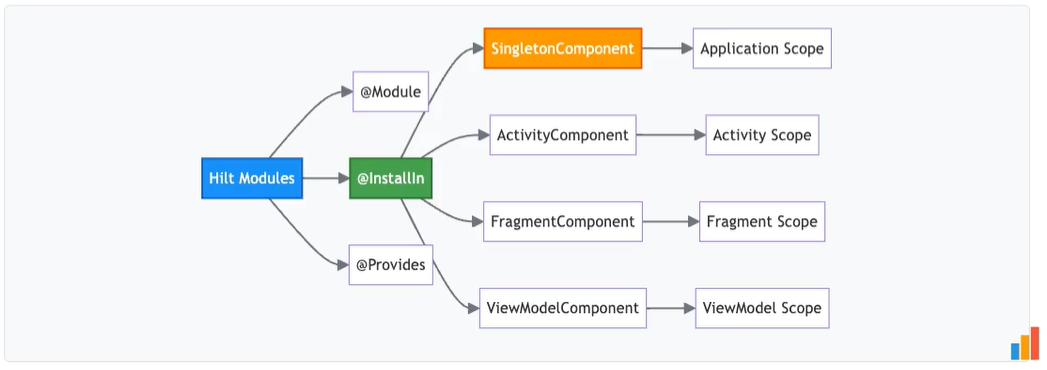 SingletonComponent
Application Scope
@Module
ActivityComponent
Activity Scope
Hilt Modules
@InstallIn
FragmentComponent
Fragment Scope
@Provides
ViewModelComponent
ViewModel Scope